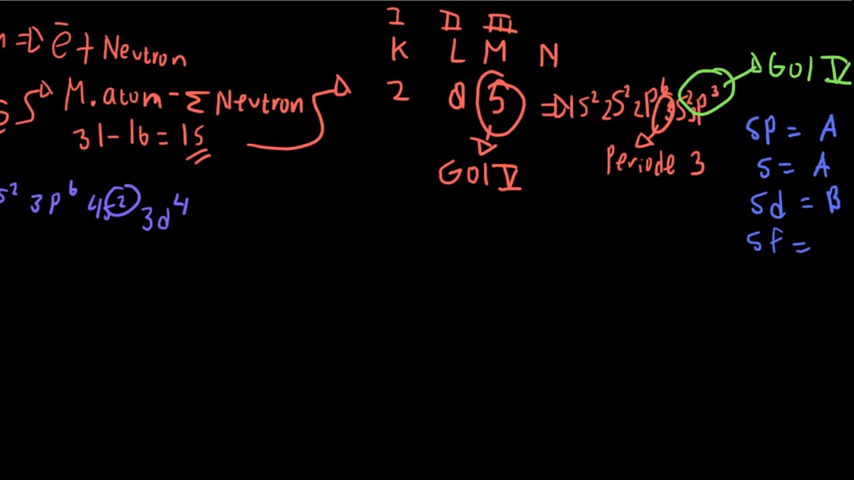 I II III
n => ē + Neutron K L M N
M. atom - Σ Neutron 2 8 5 => 1s² 2s² 2p⁶ 3s² 3p³ Gol V
31 - 16 = 15 Gol V Periode 3
s² 3p⁶ 4s² 3d⁴
sp = A
s = A
sd = B
sf =